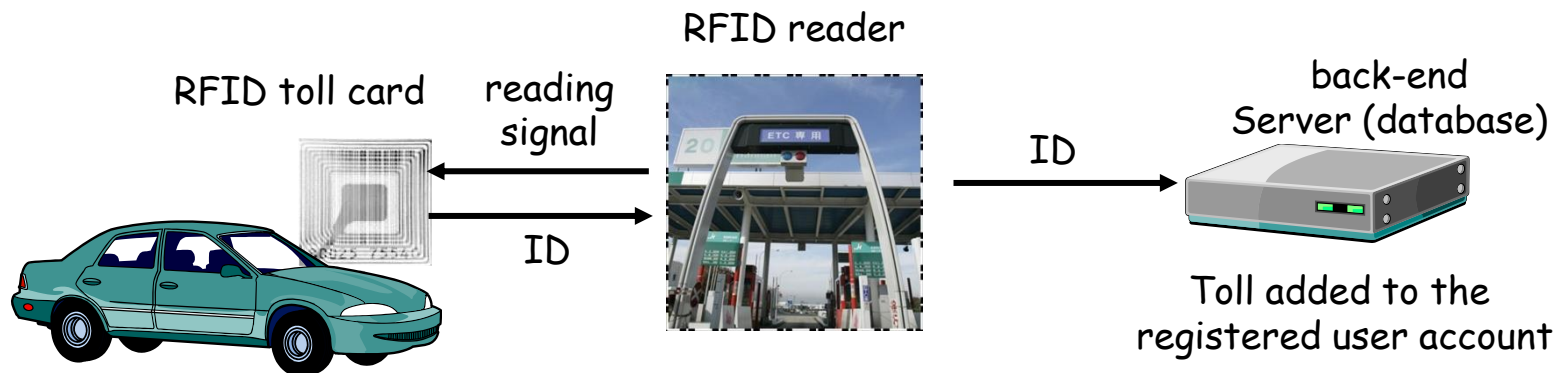 RFID reader
RFID toll card
reading
signal
ID
ETC 専用
20
ID
back-end
Server (database)
Toll added to the
registered user account